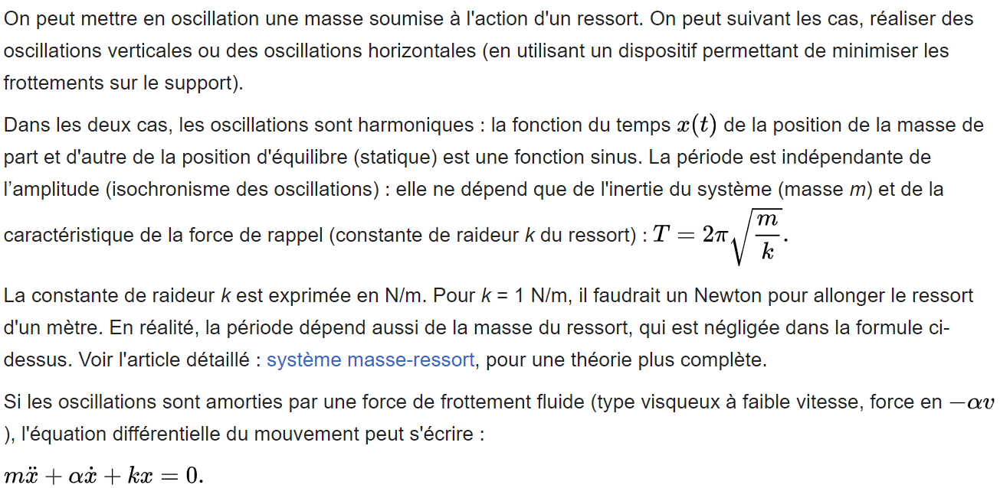 On peut mettre en oscillation une masse soumise à l'action d'un ressort. On peut suivant les cas, réaliser des
oscillations verticales ou des oscillations horizontales (en utilisant un dispositif permettant de minimiser les
frottements sur le support).
Dans les deux cas, les oscillations sont harmoniques : la fonction du temps $x(t)$ de la position de la masse de
part et d'autre de la position d'équilibre (statique) est une fonction sinus. La période est indépendante de
l’amplitude (isochronisme des oscillations) : elle ne dépend que de l'inertie du système (masse m) et de la
caractéristique de la force de rappel (constante de raideur k du ressort) : $T = 2\pi\sqrt{\frac{m}{k}}.$
La constante de raideur k est exprimée en N/m. Pour k = 1 N/m, il faudrait un Newton pour allonger le ressort
d'un mètre. En réalité, la période dépend aussi de la masse du ressort, qui est négligée dans la formule ci-
dessus. Voir l'article détaillé : système masse-ressort, pour une théorie plus complète.
Si les oscillations sont amorties par une force de frottement fluide (type visqueux à faible vitesse, force en $-\alpha v$
), l'équation différentielle du mouvement peut s'écrire :
$m\ddot{x} + \alpha\dot{x} + kx = 0.$